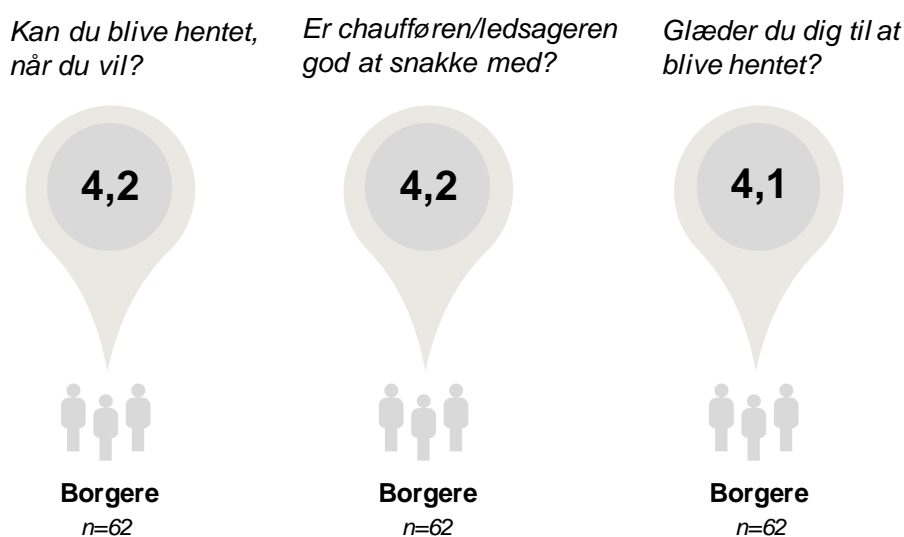 Kan du blive hentet,
når du vil?
4,2
Borgere
n=62
Er chaufføren/ledsageren
god at snakke med?
4,2
Borgere
n=62
Glæder du dig til at
blive hentet?
4,1
Borgere
n=62